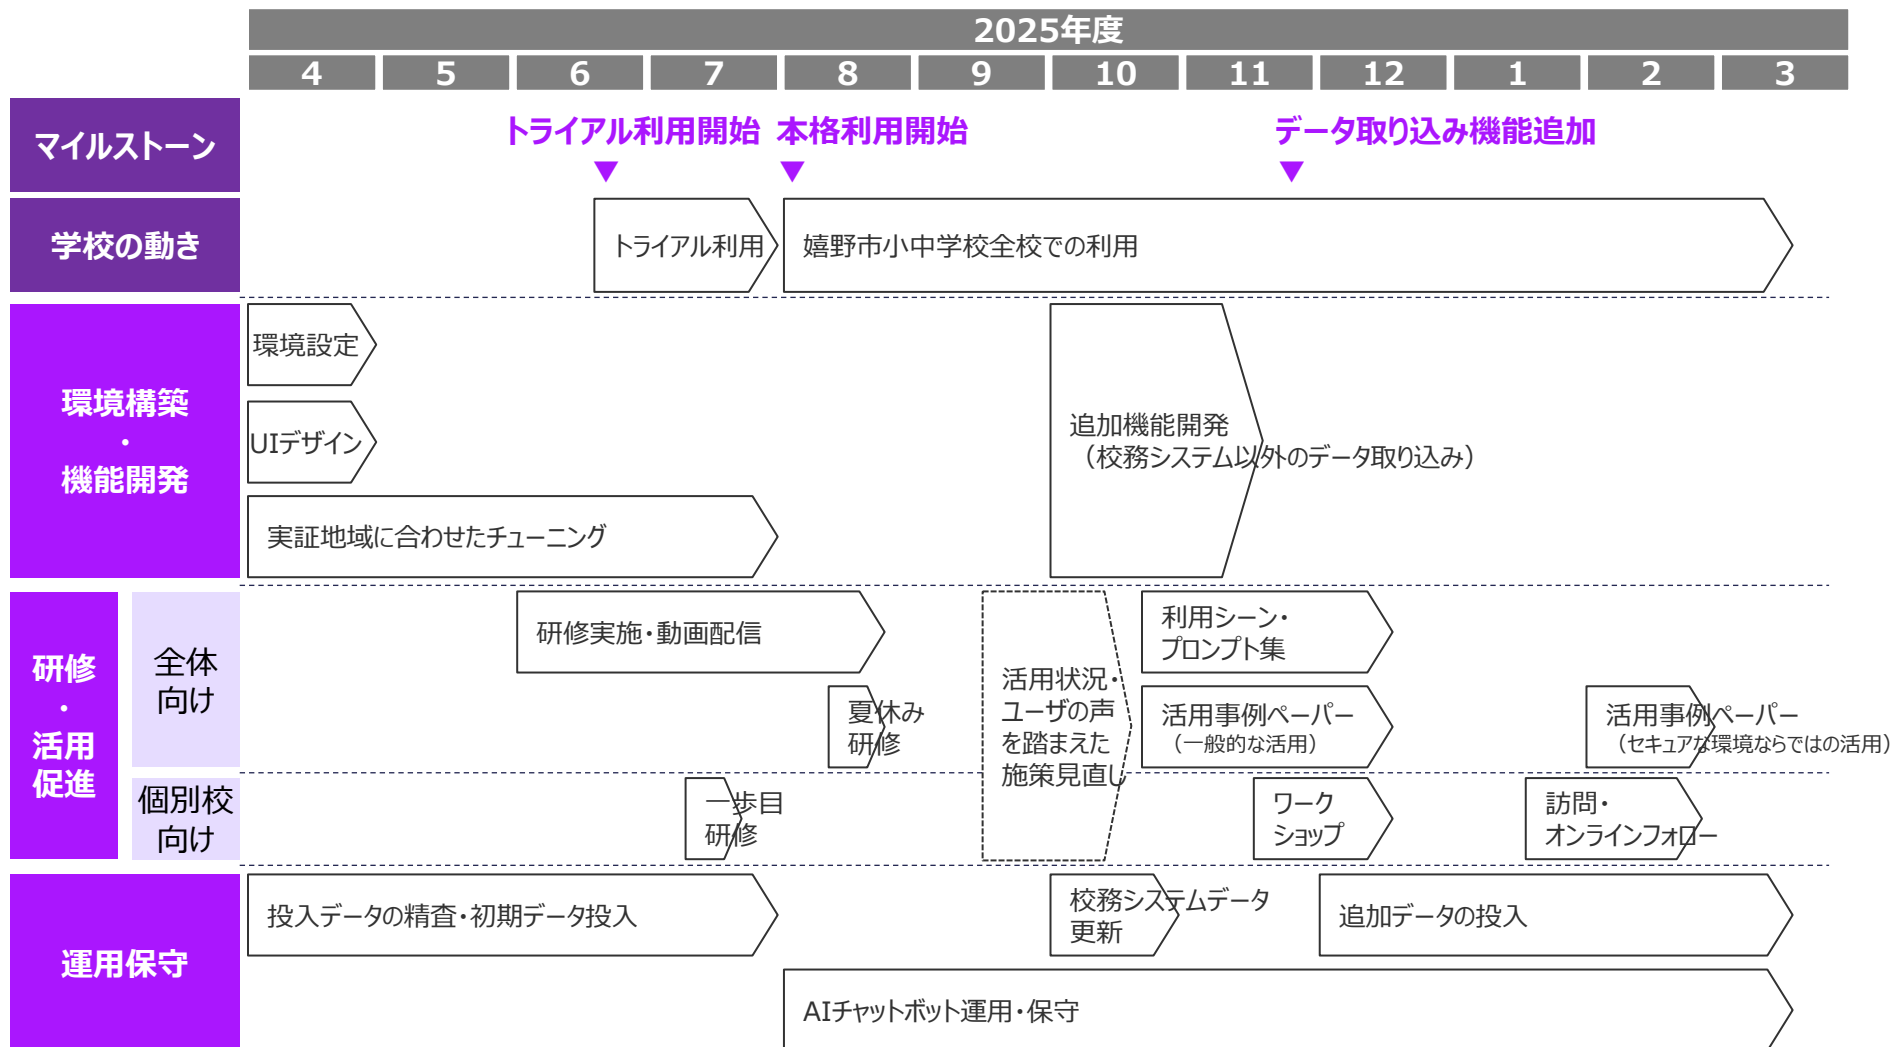 2025年度
4 5 6 7 8 9 10 11 12 1 2 3
マイルストーン
トライアル利用開始
本格利用開始
データ取り込み機能追加
学校の動き
トライアル利用
嬉野市小中学校全校での利用
環境構築
・
機能開発
環境設定
UIデザイン
実証地域に合わせたチューニング
追加機能開発
（校務システム以外のデータ取り込み）
研修
・
活用
促進
全体
向け
研修実施・動画配信
夏休み
研修
活用状況・
ユーザの声
を踏まえた
施策見直し
利用シーン・
プロンプト集
活用事例ペーパー
（一般的な活用）
活用事例ペーパー
（セキュアな環境ならではの活用）
個別校
向け
一歩目
研修
ワーク
ショップ
訪問・
オンラインフォロー
運用保守
投入データの精査・初期データ投入
校務システムデータ
更新
追加データの投入
AIチャットボット運用・保守